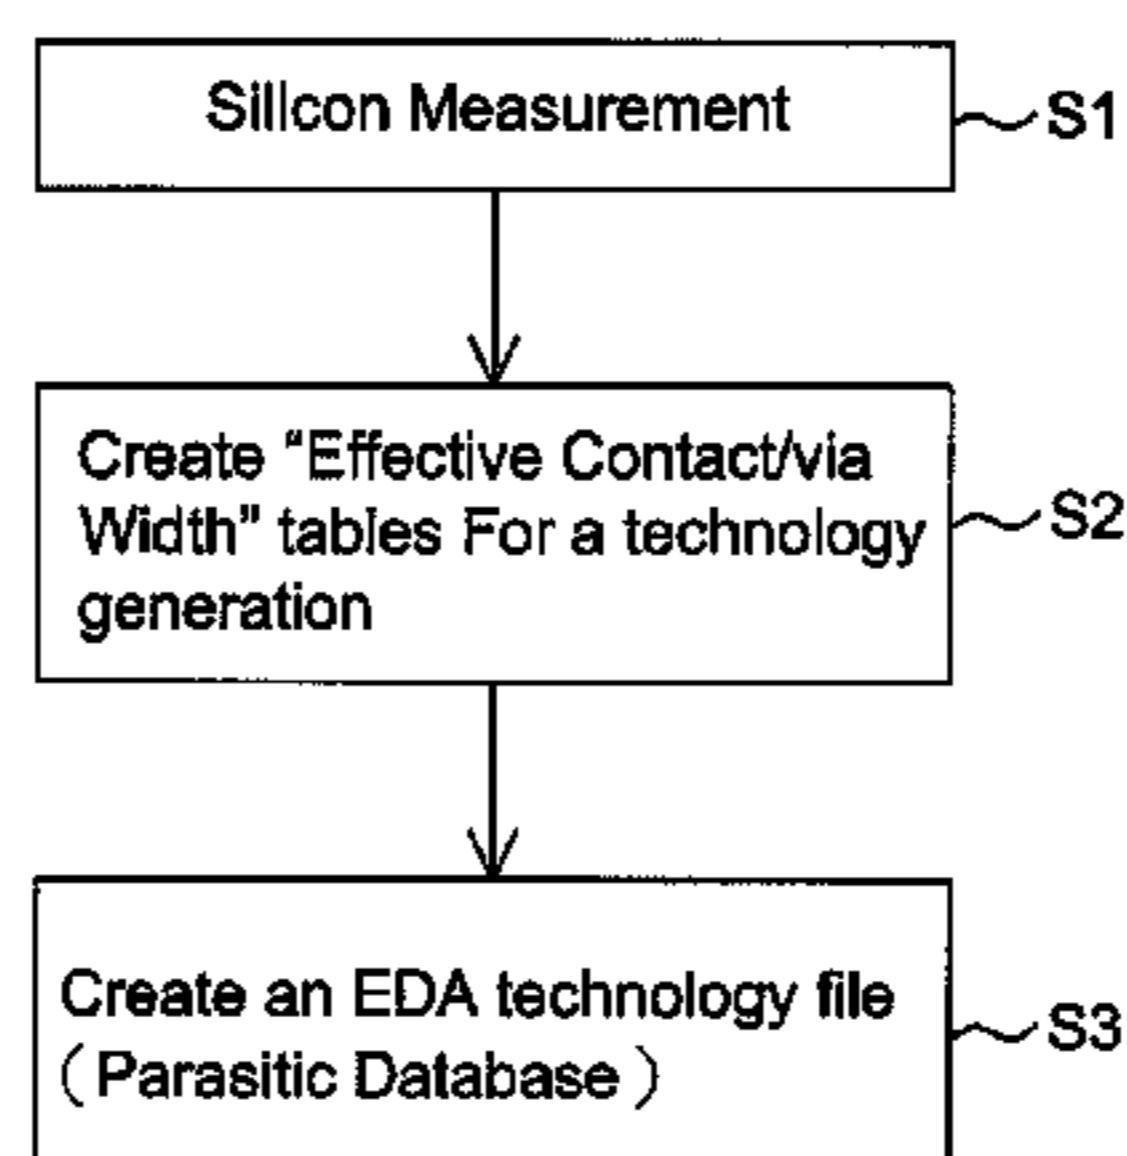 Sillcon Measurement
S1
Create “Effective Contact/via
Width” tables For a technology
generation
S2
Create an EDA technology file
(Parasitic Database)
S3